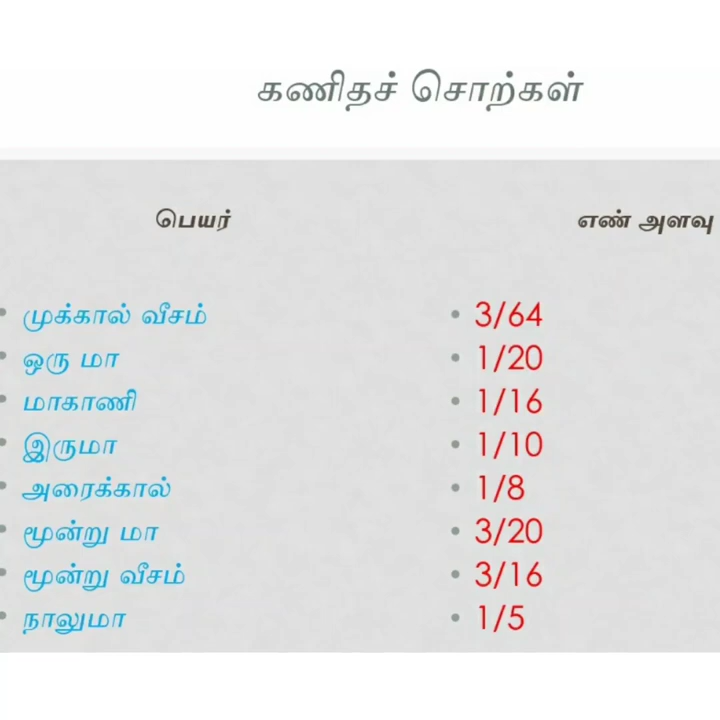 கணிதச் சொற்கள்
பெயர் எண் அளவு
• முக்கால் வீசம் • 3/64
• ஒரு மா • 1/20
• மாகாணி • 1/16
• இருமா • 1/10
• அரைக்கால் • 1/8
• மூன்று மா • 3/20
• மூன்று வீசம் • 3/16
• நாலுமா • 1/5